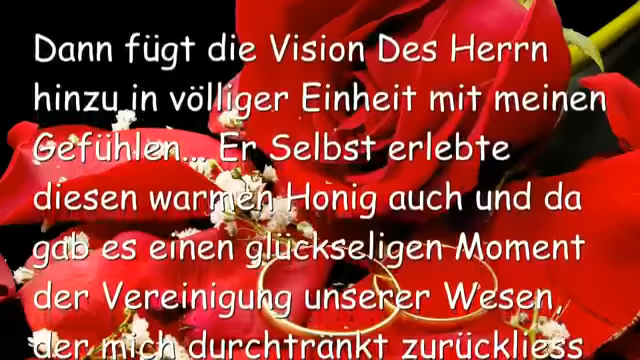 Dann fügt die Vision Des Herrn
hinzu in völliger Einheit mit meinen
Gefühlen... Er Selbst erlebte
diesen warmen Honig auch und da
gab es einen glückseligen Moment
der Vereinigung unserer Wesen,
der mich durchtränkt zurückliess